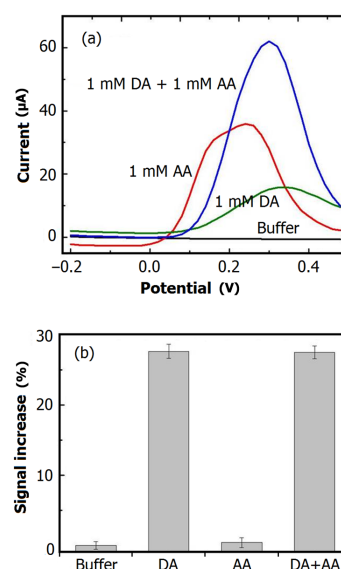 (a)
60
40
20
0
Current (µA)
1 mM DA + 1 mM AA
1 mM AA
1 mM DA
Buffer
−0.2 0.0 0.2 0.4
Potential (V)
(b)
30
20
10
0
Signal increase (%)
Buffer DA AA DA+AA